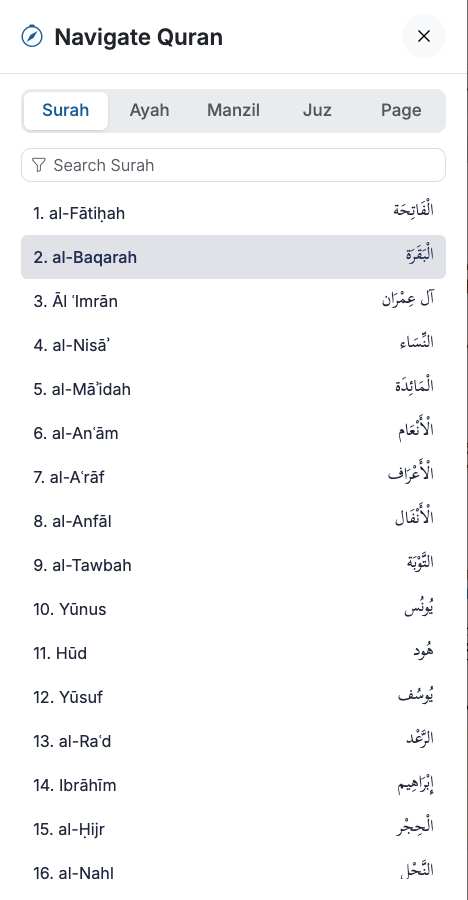 Navigate Quran
Surah Ayah Manzil Juz Page
Search Surah
1. al-Fātiḥah الْفَاتِحَة
2. al-Baqarah الْبَقَرَة
3. Āl ʿImrān آل عِمْرَان
4. al-Nisāʾ النِّسَاء
5. al-Māʾidah الْمَائِدَة
6. al-Anʿām الْأَنْعَام
7. al-Aʿrāf الْأَعْرَاف
8. al-Anfāl الْأَنْفَال
9. al-Tawbah التَّوْبَة
10. Yūnus يُونُس
11. Hūd هُود
12. Yūsuf يُوسُف
13. al-Raʿd الرَّعْد
14. Ibrāhīm إِبْرَاهِيم
15. al-Ḥijr الْحِجْر
16. al-Nahl النَّحْل